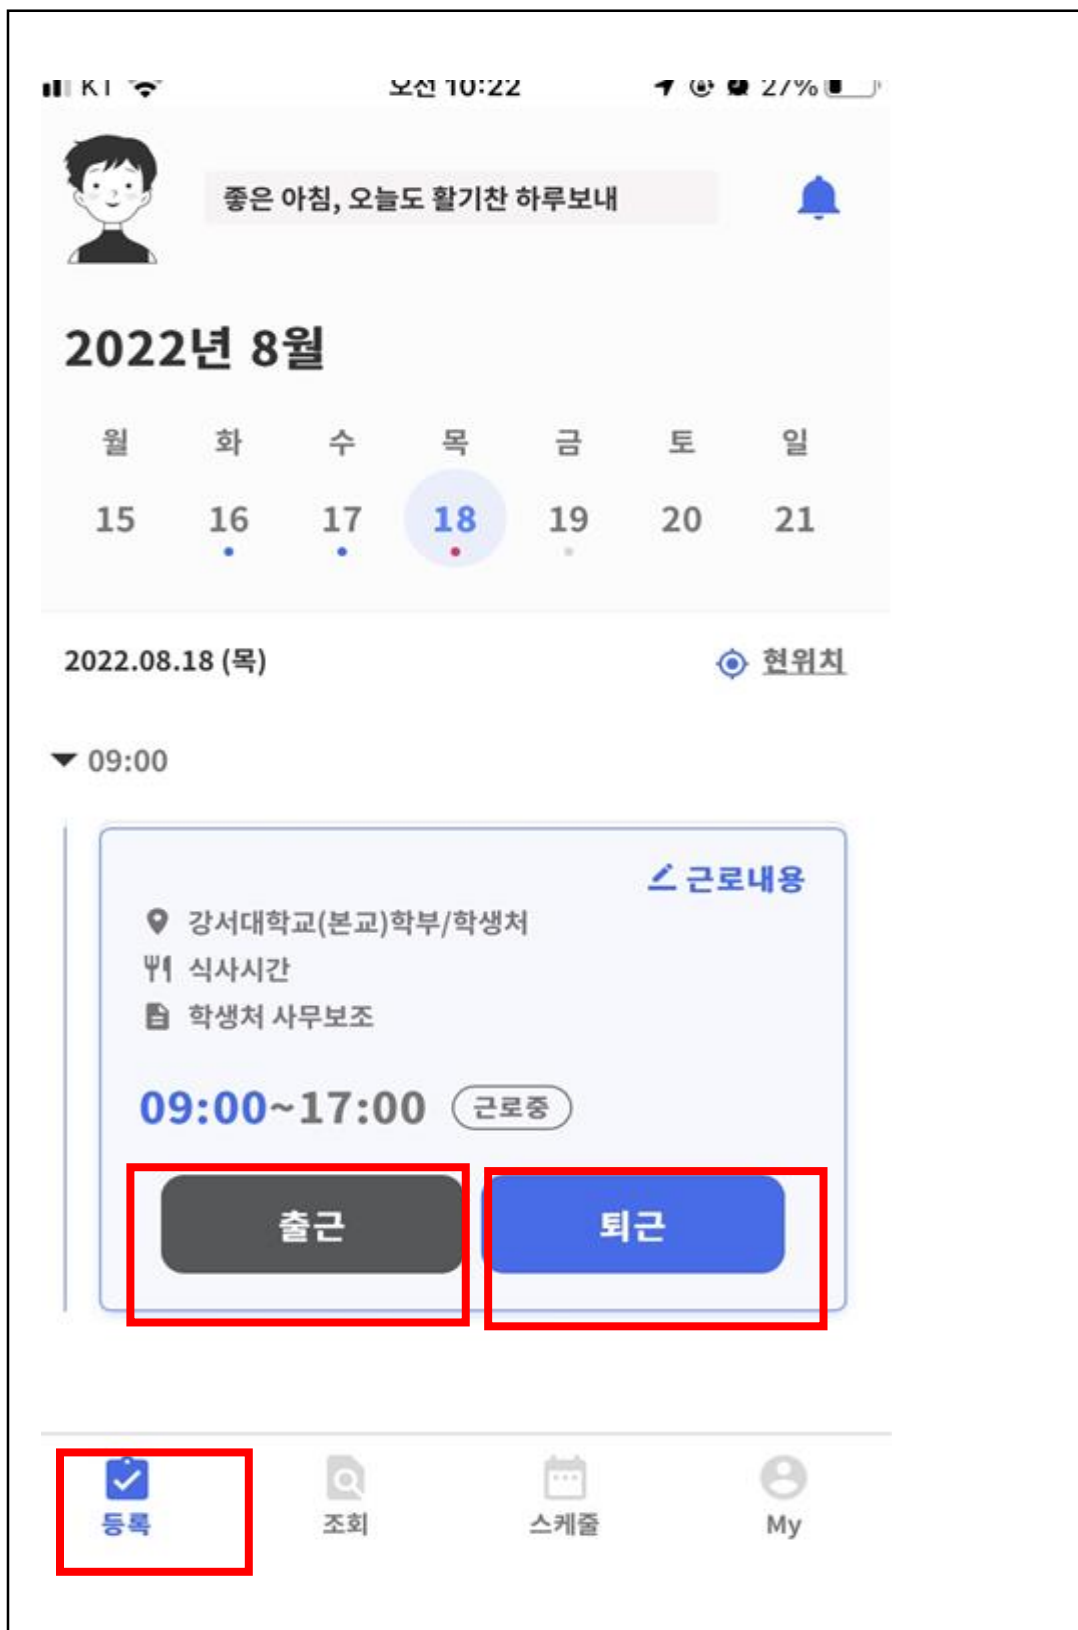 KT 오전 10:22 27%
좋은 아침, 오늘도 활기찬 하루보내
2022년 8월
월 화 수 목 금 토 일
15 16 17 18 19 20 21
2022.08.18 (목) 현위치
09:00
근로내용
강서대학교(본교)학부/학생처
식사시간
학생처 사무보조
09:00~17:00 근로중
출근 퇴근
등록 조회 스케줄 My